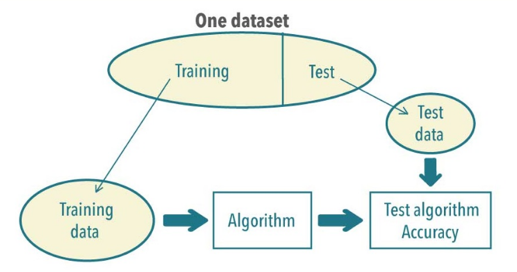 One dataset
Training
Test
Test
data
Training
data
Algorithm
Test algorithm
Accuracy